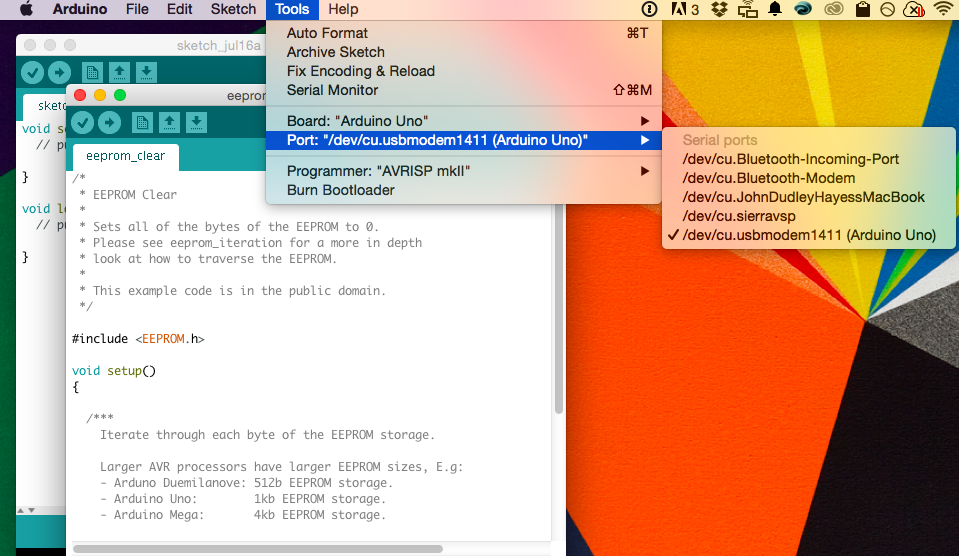 Arduino File Edit Sketch Tools Help 3
sketch_jul16a
Auto Format ⌘T
Archive Sketch
Fix Encoding & Reload
Serial Monitor ⇧⌘M
Board: "Arduino Uno"
Port: "/dev/cu.usbmodem1411 (Arduino Uno)"
Programmer: "AVRISP mkII"
Burn Bootloader
Serial ports
/dev/cu.Bluetooth-Incoming-Port
/dev/cu.Bluetooth-Modem
/dev/cu.JohnDudleyHayessMacBook
/dev/cu.sierravsp
✓ /dev/cu.usbmodem1411 (Arduino Uno)
void
//
}
void
//
}
eeprom_clear
/*
* EEPROM Clear
*
* Sets all of the bytes of the EEPROM to 0.
* Please see eeprom_iteration for a more in depth
* look at how to traverse the EEPROM.
*
* This example code is in the public domain.
*/
#include <EEPROM.h>
void setup()
{
/***
Iterate through each byte of the EEPROM storage.
Larger AVR processors have larger EEPROM sizes, E.g:
- Arduno Duemilanove: 512b EEPROM storage.
- Arduino Uno: 1kb EEPROM storage.
- Arduino Mega: 4kb EEPROM storage.